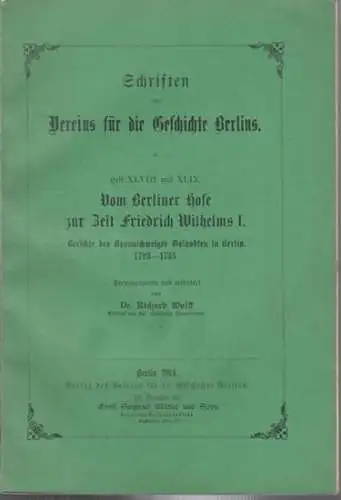 Schriften
des
Vereins für die Geschichte Berlins.
Heft XLVIII und XLIX.
Vom Berliner Hofe
zur Zeit Friedrich Wilhelms I.
Berichte des Braunschweiger Gesandten in Berlin.
Herausgegeben und erläutert
von
Dr. Richard Wolff
Berlin 1914.
Verlag des Vereins für die Geschichte Berlins
Ernst Siegfried Mittler und Sohn